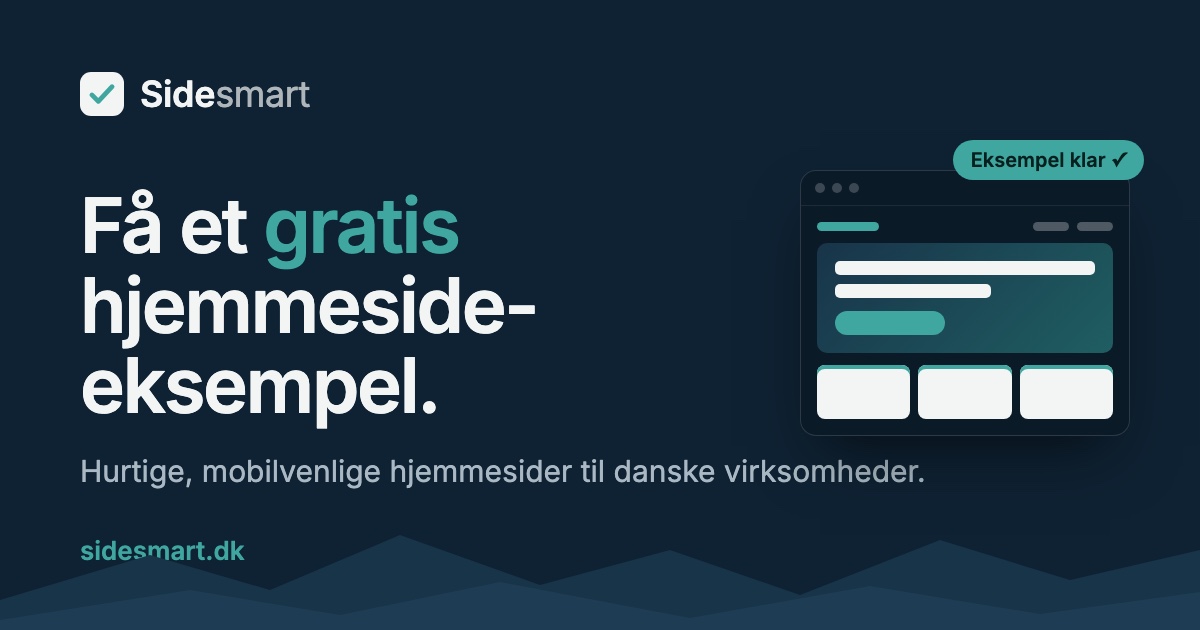 Sidesmart
Eksempel klar ✓
Få et gratis
hjemmeside-
eksempel.
Hurtige, mobilvenlige hjemmesider til danske virksomheder.
sidesmart.dk